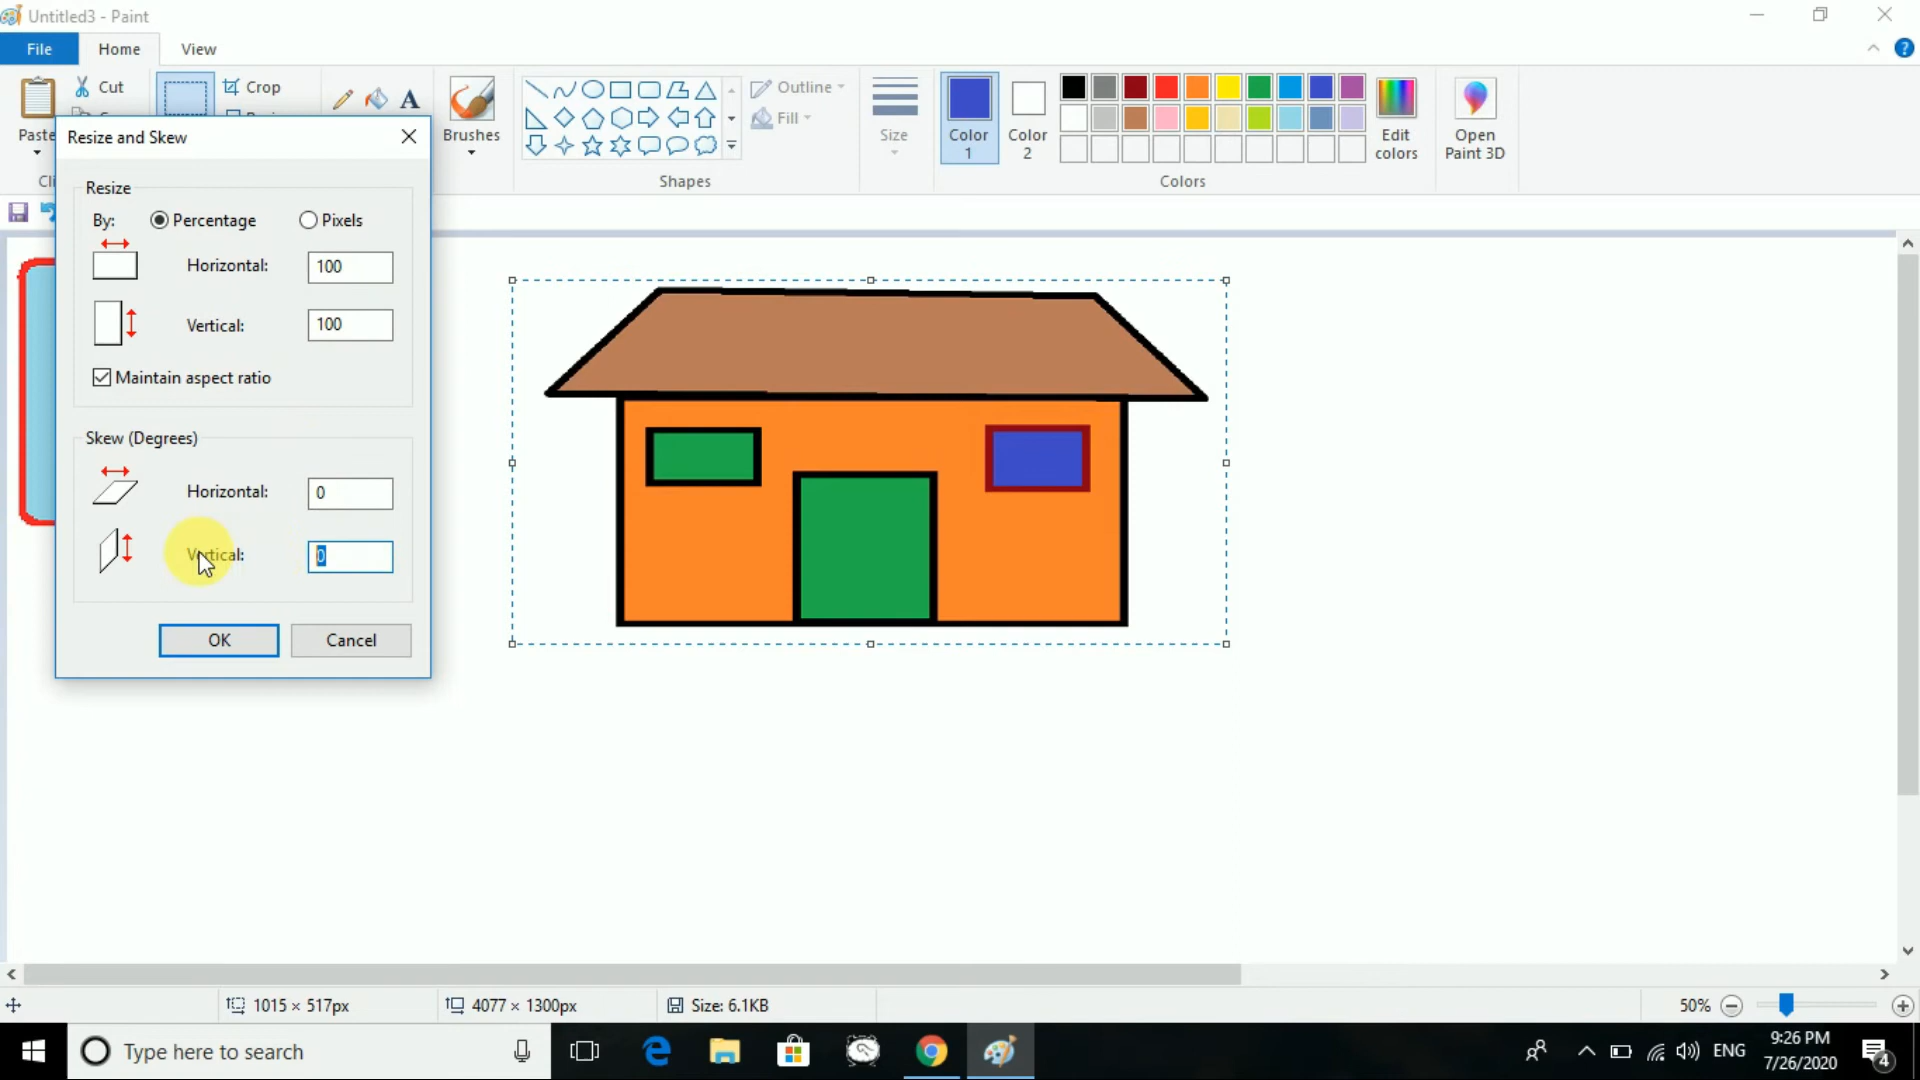 Untitled3 - Paint
File Home View
Cut
Crop
Paste
Brushes
Outline
Fill
Size
Color 1
Color 2
Edit colors
Open Paint 3D
Shapes
Colors
Resize and Skew
Resize
By: Percentage Pixels
Horizontal: 100
Vertical: 100
Maintain aspect ratio
Skew (Degrees)
Horizontal: 0
Vertical: 0
OK Cancel
1015 × 517px 4077 × 1300px Size: 6.1KB 50%
Type here to search
ENG
9:26 PM
7/26/2020
4